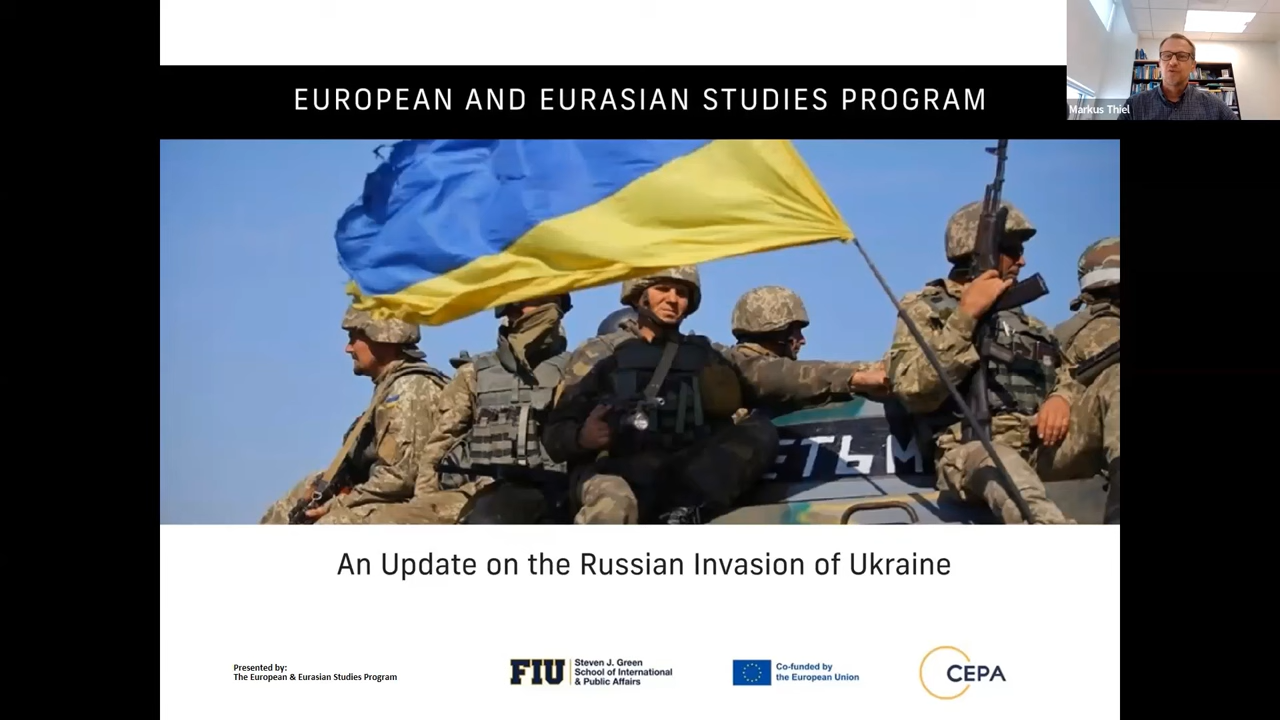 EUROPEAN AND EURASIAN STUDIES PROGRAM
Markus Thiel
ЕТЬМ
An Update on the Russian Invasion of Ukraine
Presented by:
The European & Eurasian Studies Program
FIU
Steven J. Green
School of International
& Public Affairs
Co-funded by
the European Union
CEPA